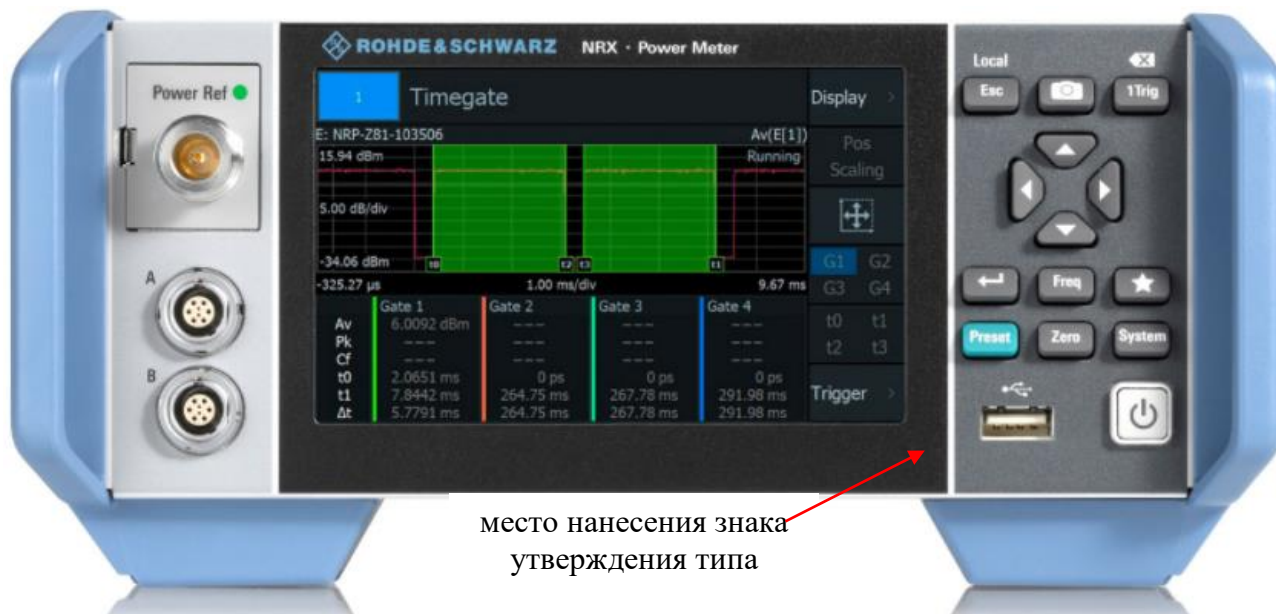 ROHDE&SCHWARZ NRX · Power Meter
Power Ref
A
B
1 Timegate
E: NRP-Z81-103506 Av(E[1])
15.94 dBm Running
5.00 dB/div
-34.06 dBm t0 t2 t3 t1
-325.27 µs 1.00 ms/div 9.67 ms
Gate 1 Gate 2 Gate 3 Gate 4
Av 6.0092 dBm --- --- ---
Pk --- --- --- ---
Cf --- --- --- ---
t0 2.0651 ms 0 ps 0 ps 0 ps
t1 7.8442 ms 264.75 ms 267.78 ms 291.98 ms
Δt 5.7791 ms 264.75 ms 267.78 ms 291.98 ms
Display >
Pos
Scaling
G1 G2
G3 G4
t0 t1
t2 t3
Trigger >
Local
Esc 1Trig
Freq
Preset Zero System
место нанесения знака
утверждения типа